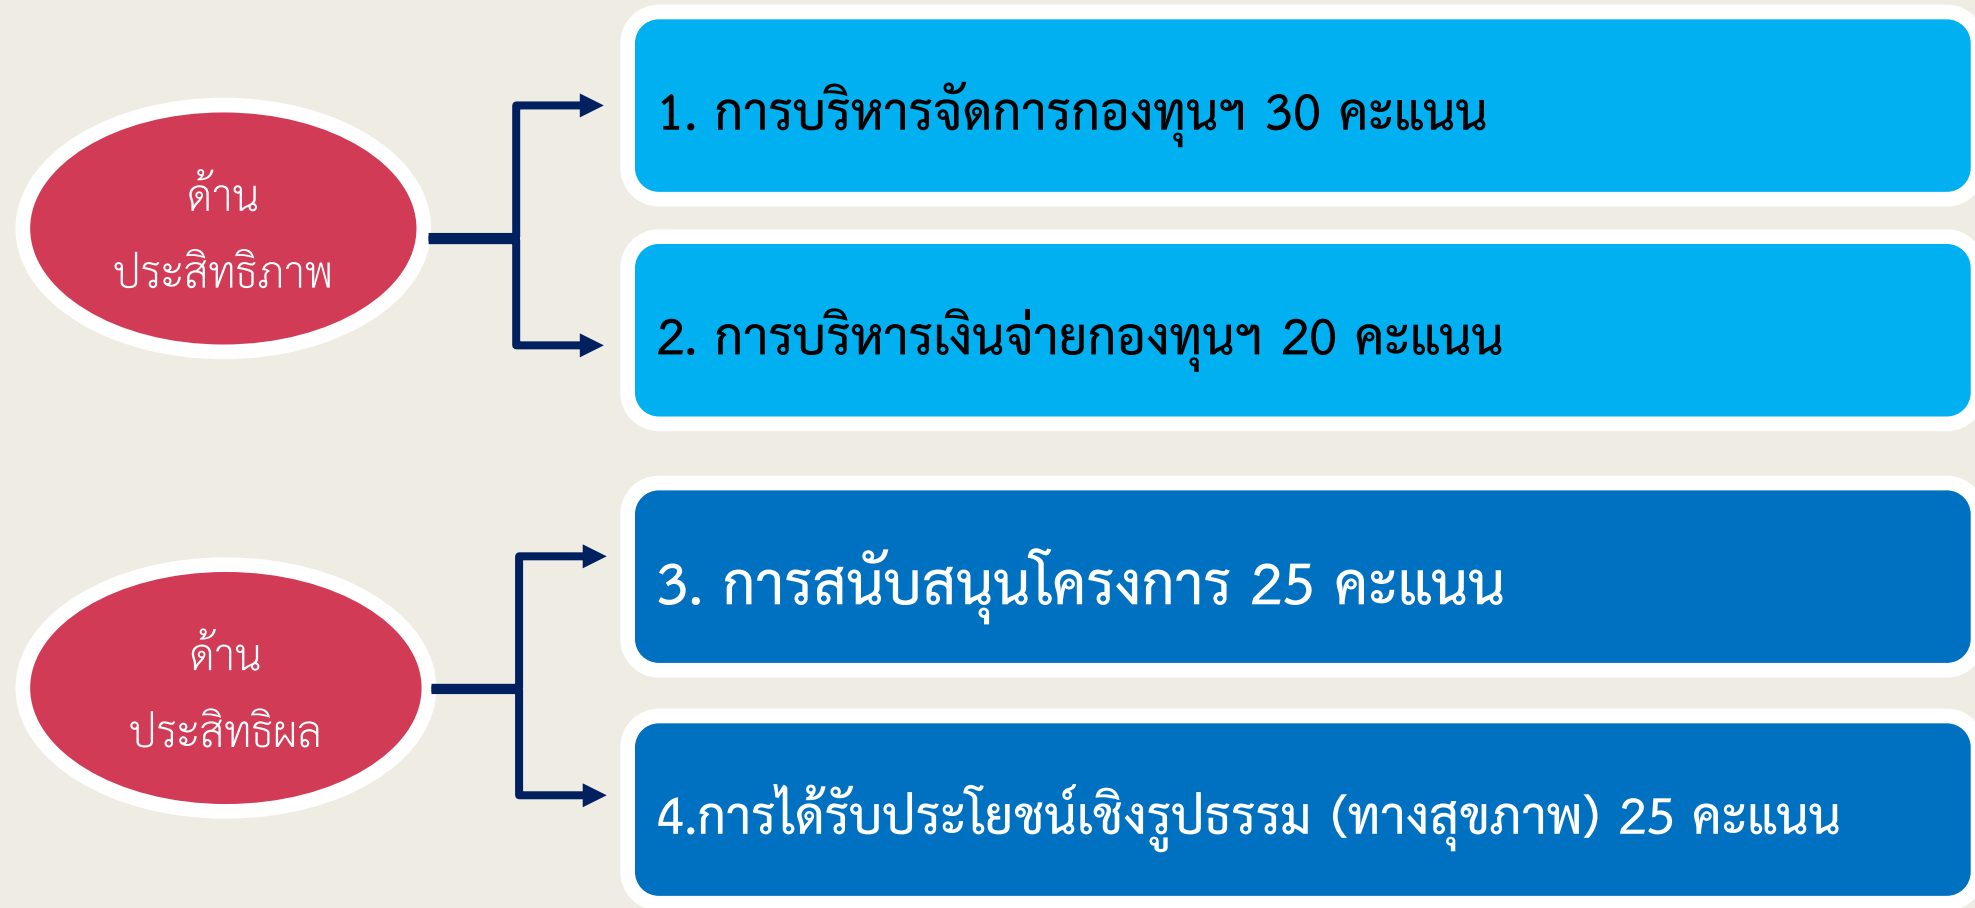 ด้าน
ประสิทธิภาพ
1. การบริหารจัดการกองทุนฯ 30 คะแนน
2. การบริหารเงินจ่ายกองทุนฯ 20 คะแนน
ด้าน
ประสิทธิผล
3. การสนับสนุนโครงการ 25 คะแนน
4.การได้รับประโยชน์เชิงรูปธรรม (ทางสุขภาพ) 25 คะแนน